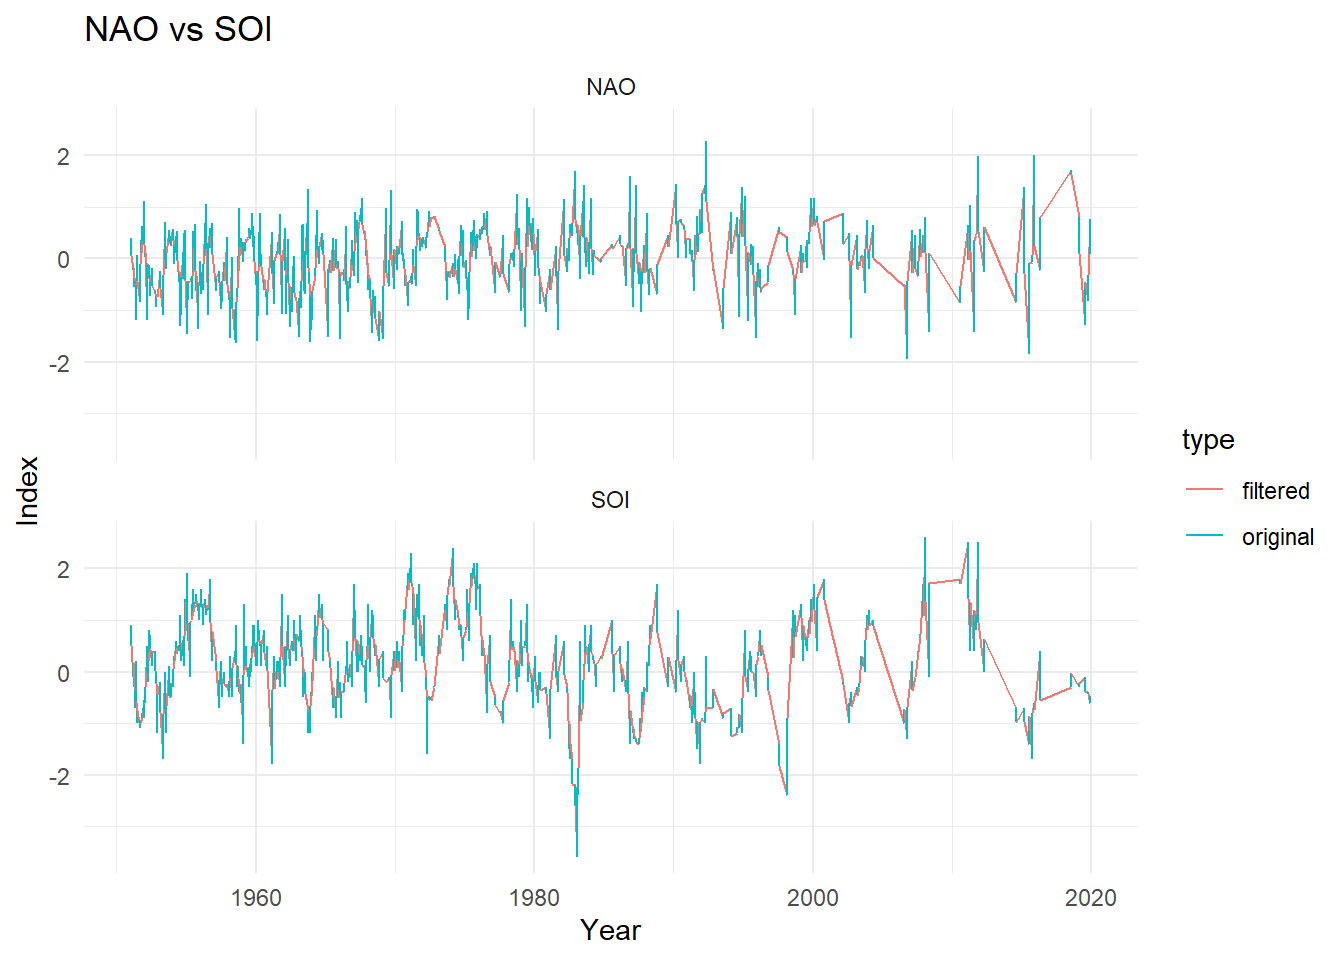 NAO vs SOI
NAO
2
0
-2
SOI
2
0
-2
1960
1980
2000
2020
Year
Index
type
filtered
original